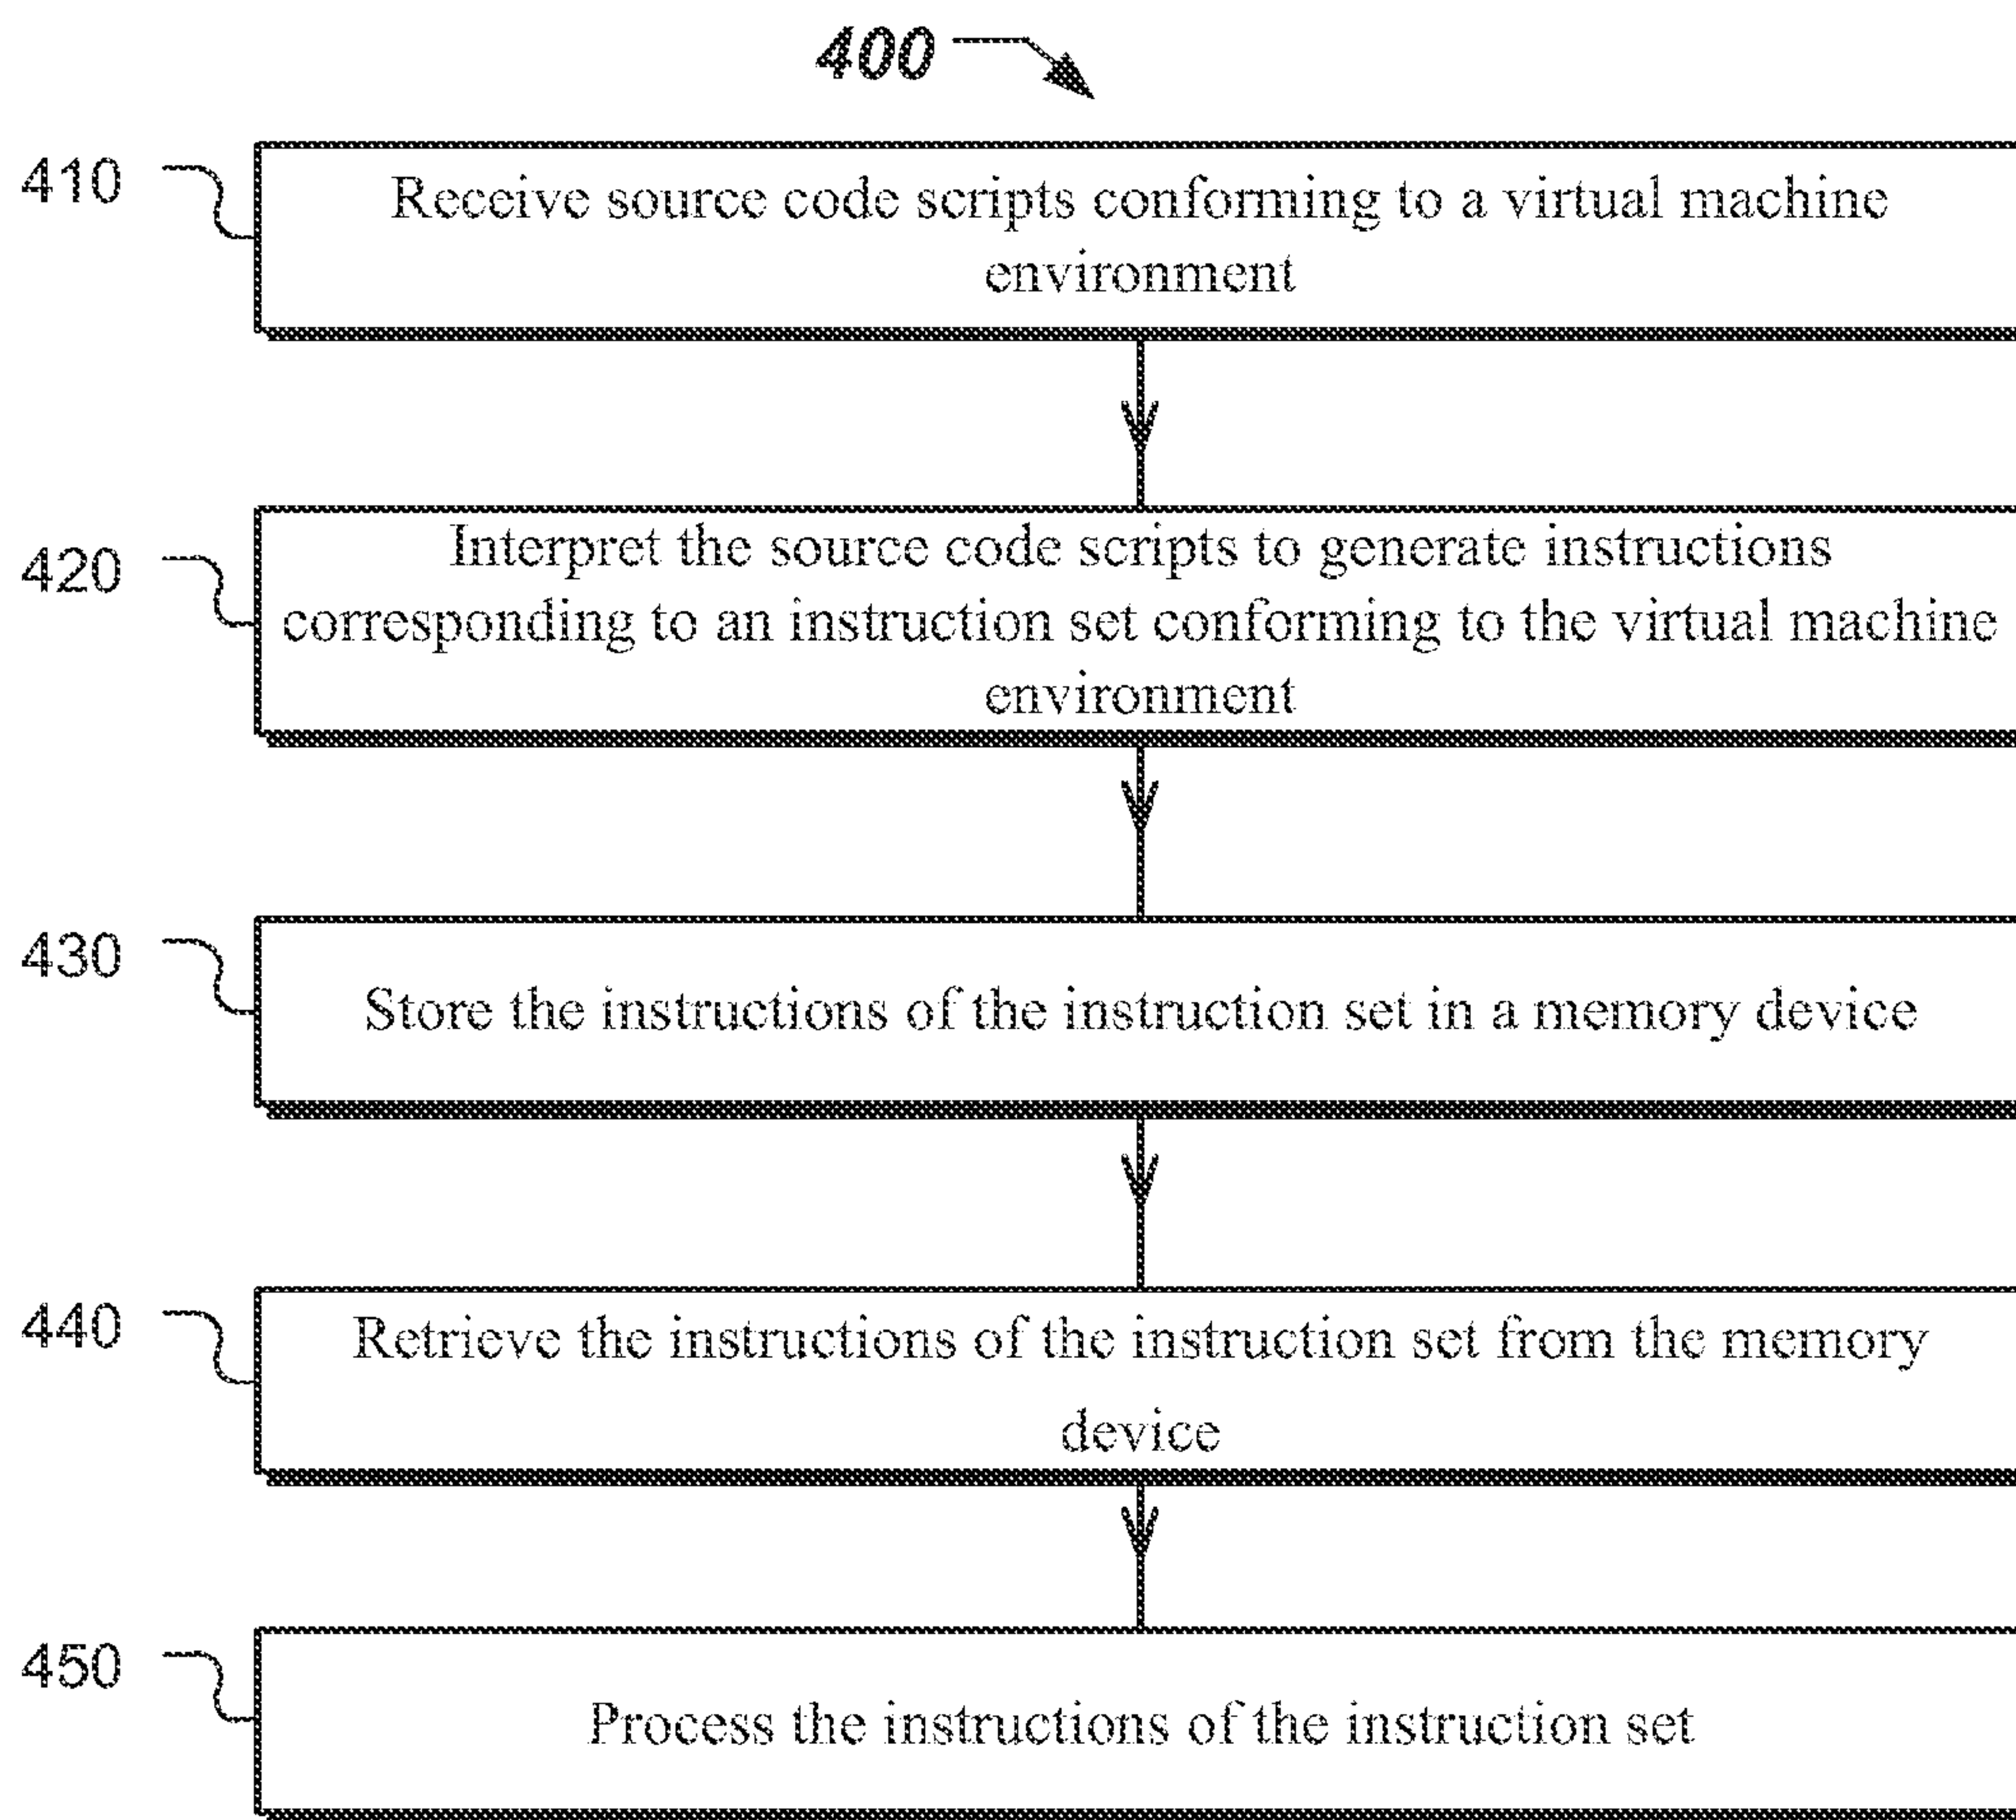 400
410
Receive source code scripts conforming to a virtual machine
environment
420
Interpret the source code scripts to generate instructions
corresponding to an instruction set conforming to the virtual machine
environment
430
Store the instructions of the instruction set in a memory device
440
Retrieve the instructions of the instruction set from the memory
device
450
Process the instructions of the instruction set